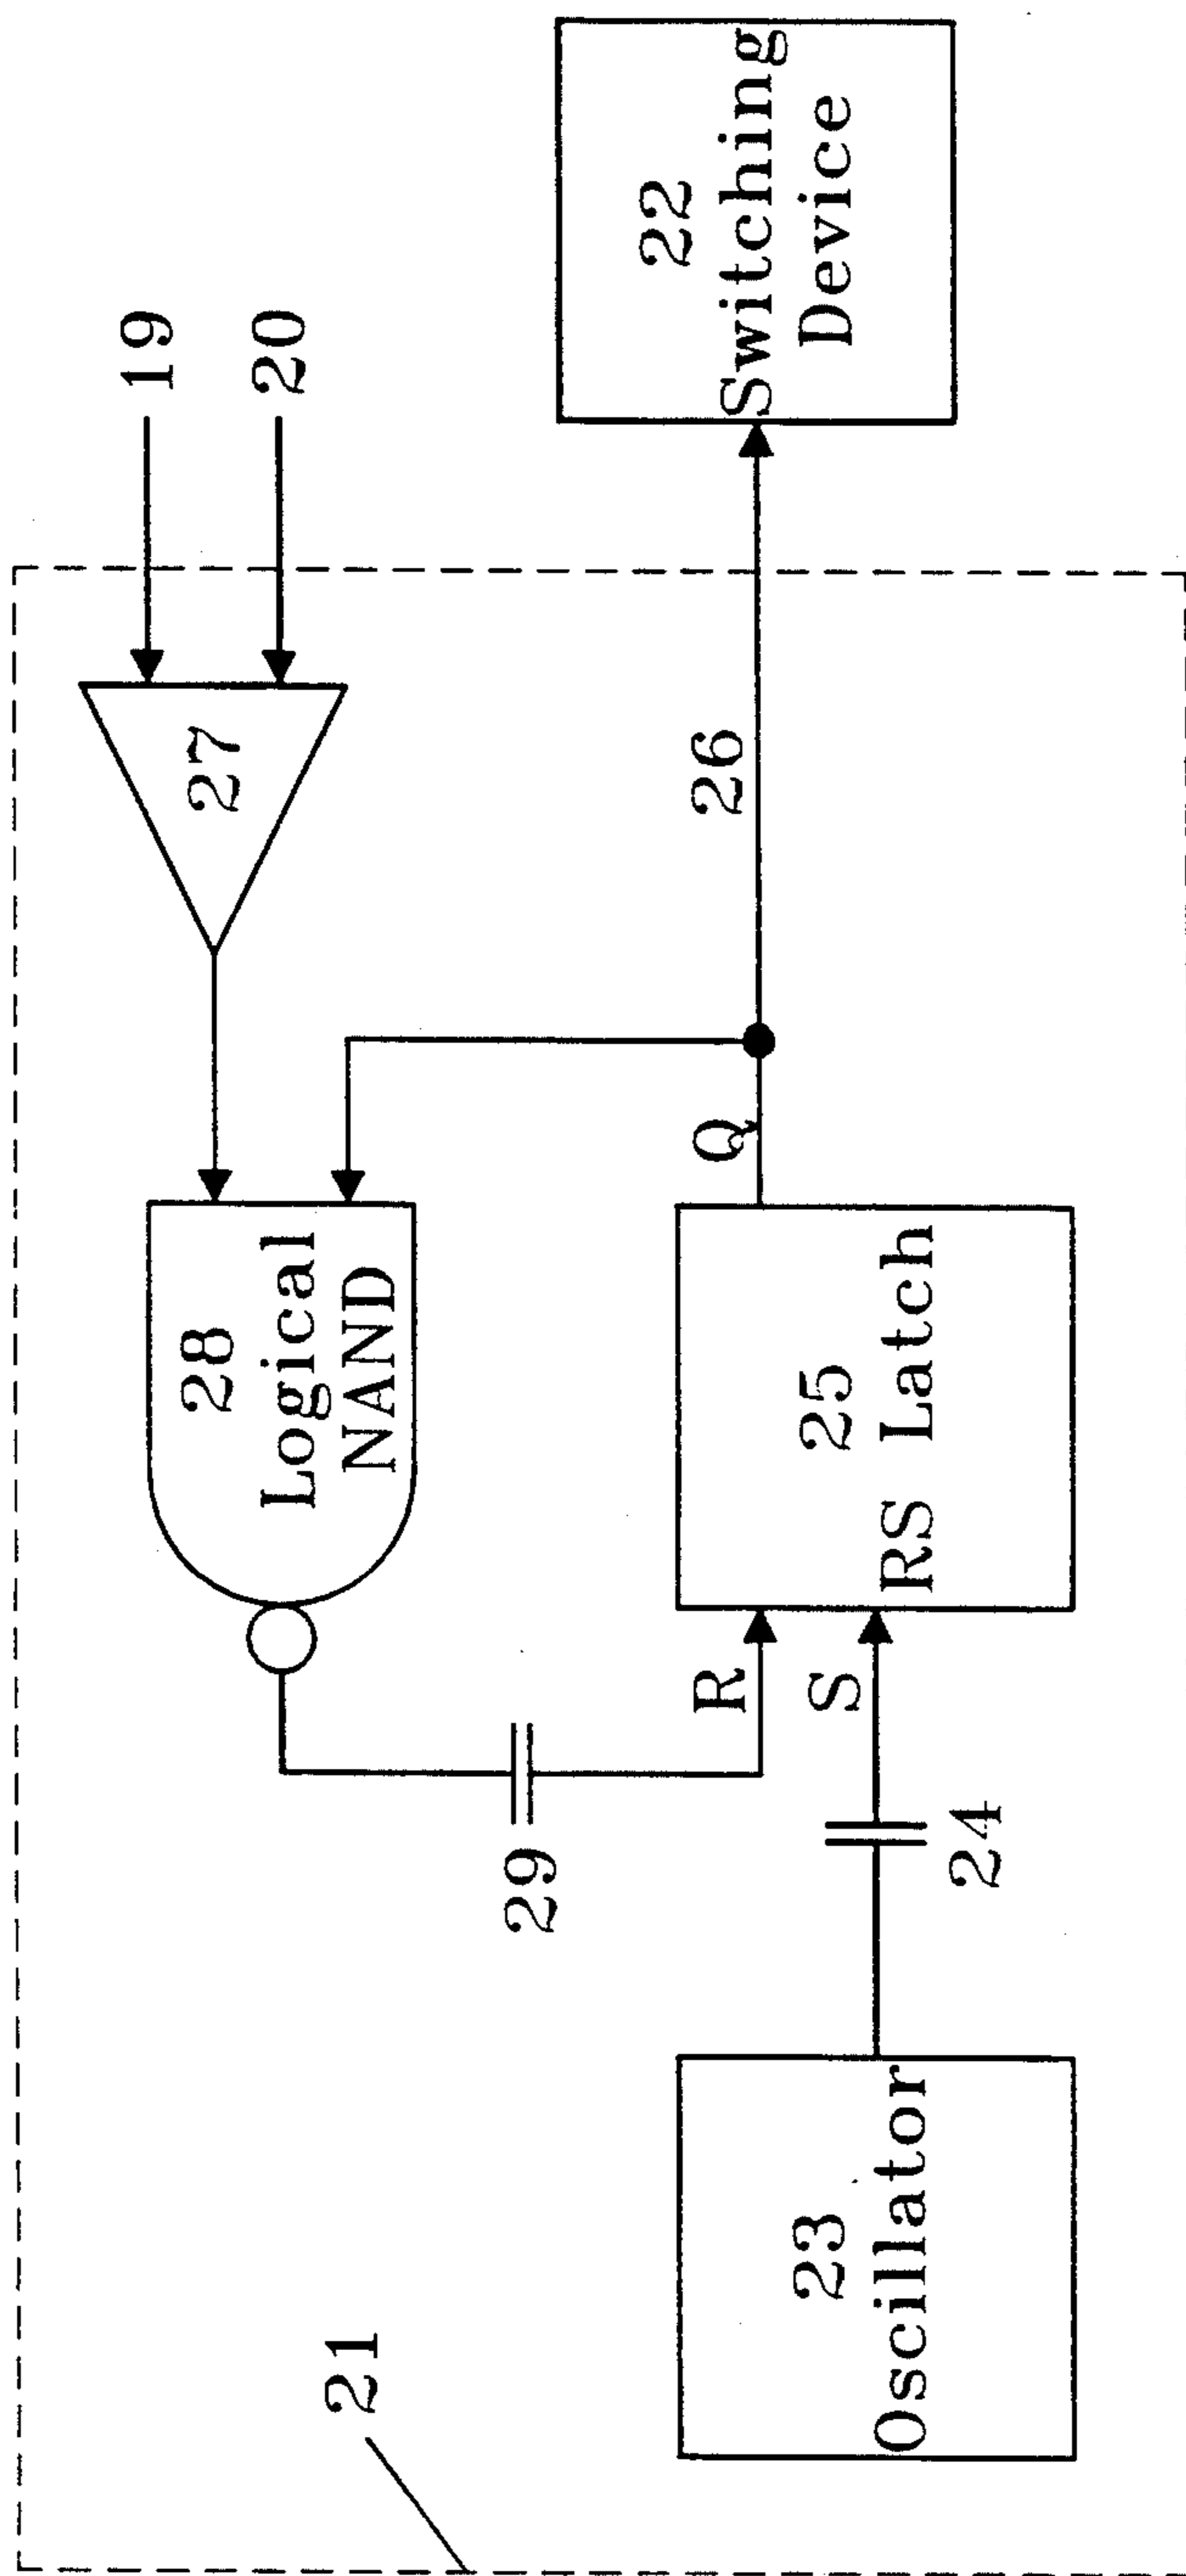 19
20
27
28
Logical
NAND
29
21
22
Switching
Device
26
Q
R
S
25
RS Latch
24
23
Oscillator